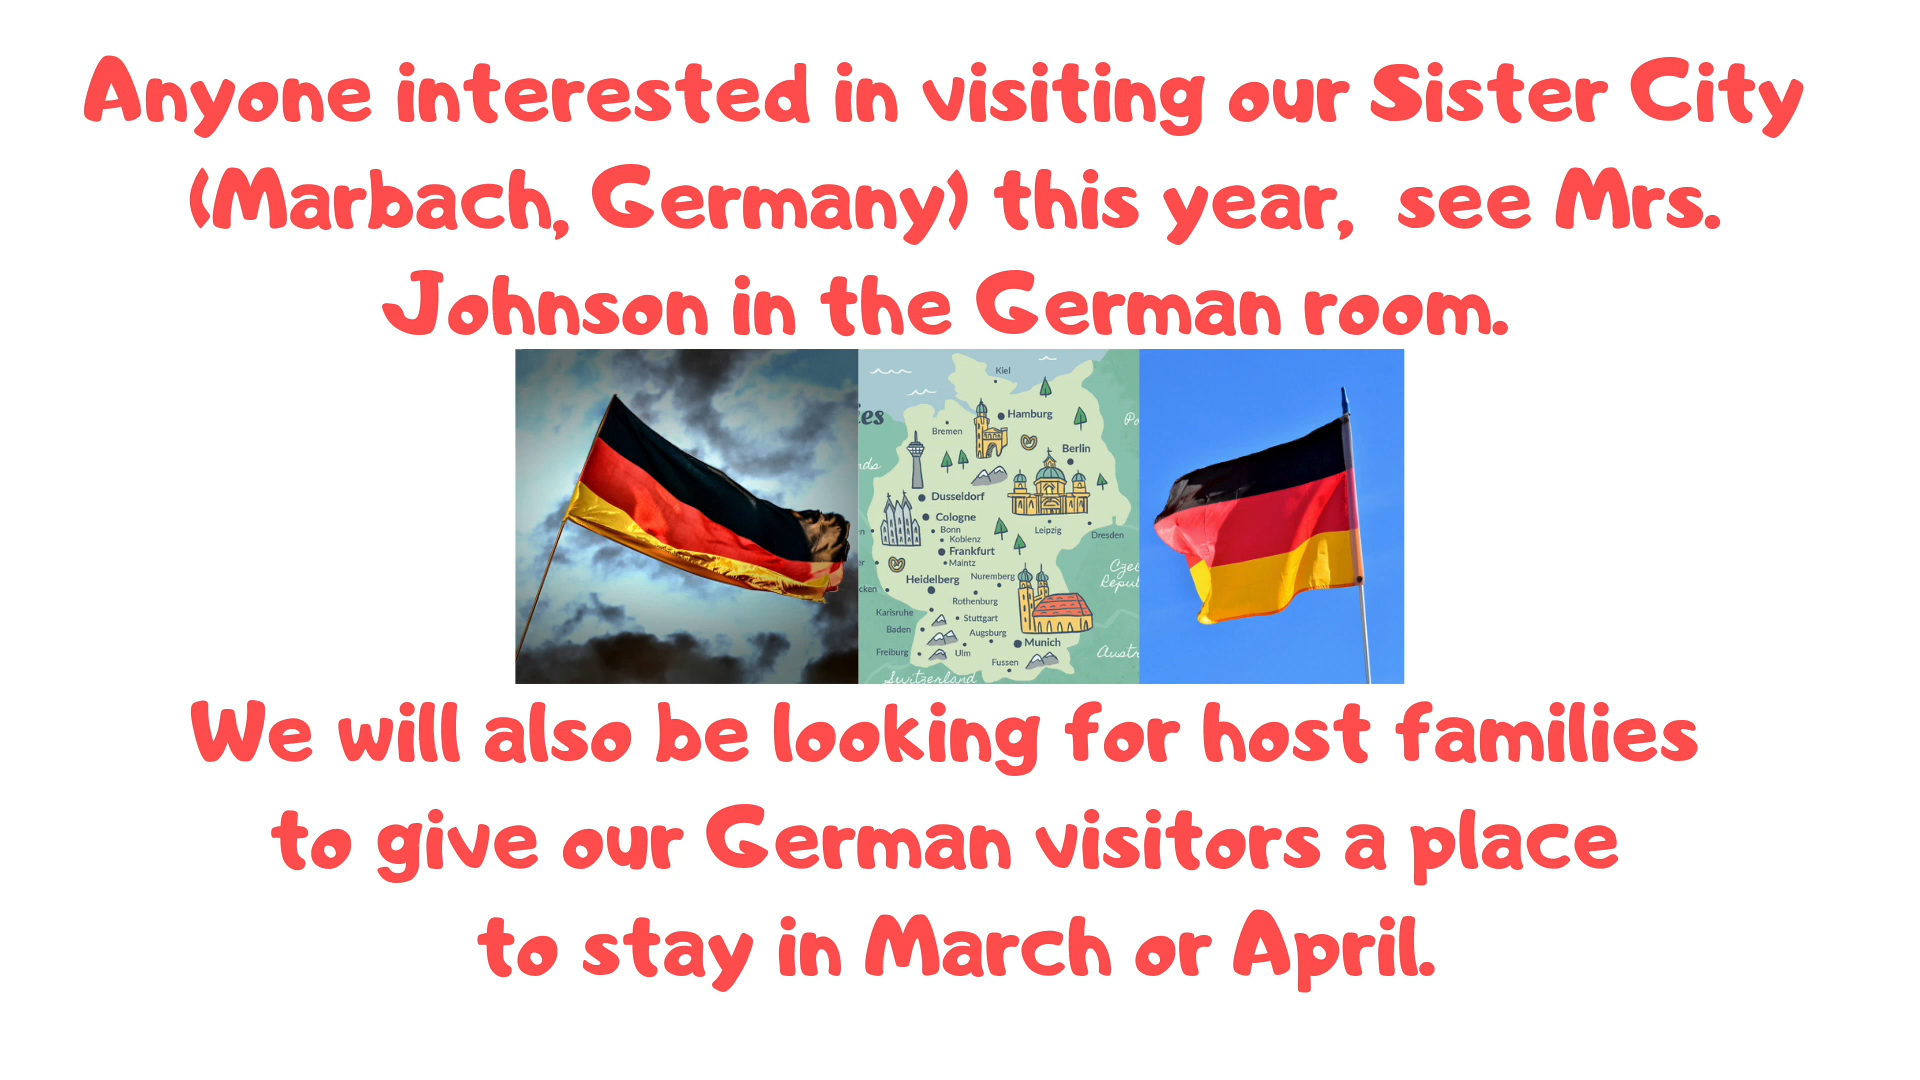 Anyone interested in visiting our Sister City
(Marbach, Germany) this year,  see Mrs.
Johnson in the German room.
Kiel
Hamburg
Bremen
Berlin
Dusseldorf
Cologne
Bonn
Leipzig
Dresden
Koblenz
Frankfurt
Maintz
Heidelberg
Nuremberg
Rothenburg
Karlsruhe
Stuttgart
Baden
Augsburg
Munich
Freiburg
Ulm
Fussen
Switzerland
We will also be looking for host families
to give our German visitors a place
to stay in March or April.